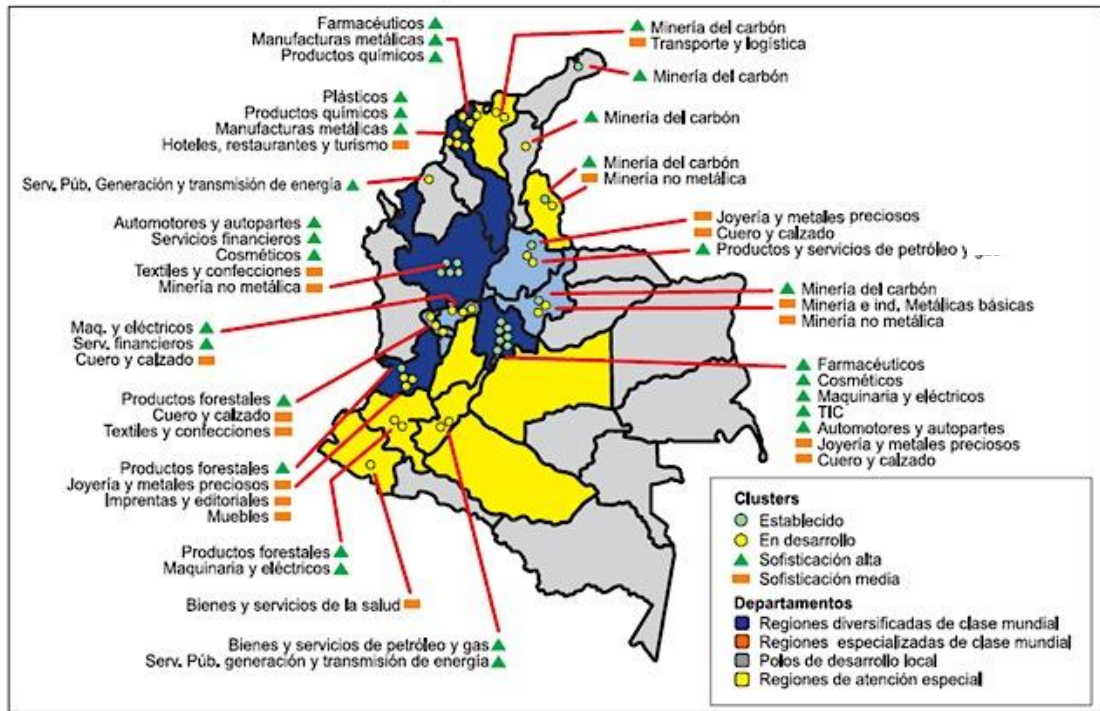 Farmacéuticos
Manufacturas metálicas
Productos químicos
Plásticos
Productos químicos
Manufacturas metálicas
Hoteles, restaurantes y turismo
Serv. Púb. Generación y transmisión de energía
Automotores y autopartes
Servicios financieros
Cosméticos
Textiles y confecciones
Minería no metálica
Maq. y eléctricos
Serv. financieros
Cuero y calzado
Productos forestales
Cuero y calzado
Textiles y confecciones
Productos forestales
Joyería y metales preciosos
Imprentas y editoriales
Muebles
Productos forestales
Maquinaria y eléctricos
Bienes y servicios de la salud
Bienes y servicios de petróleo y gas
Serv. Púb. generación y transmisión de energía
Minería del carbón
Transporte y logística
Minería del carbón
Minería del carbón
Minería del carbón
Minería no metálica
Joyería y metales preciosos
Cuero y calzado
Productos y servicios de petróleo y
Minería del carbón
Minería e ind, Metálicas básicas
Minería no metálica
Farmacéuticos
Cosméticos
Maquinaria y eléctricos
TIC
Automotores y autopartes
Joyería y metales preciosos
Cuero y calzado
Clusters
Establecido
En desarrollo
Sofisticación alta
Sofisticación media
Departamentos
Regiones diversificadas de clase mundial
Regiones especializadas de clase mundial
Polos de desarrollo local
Regiones de atención especial